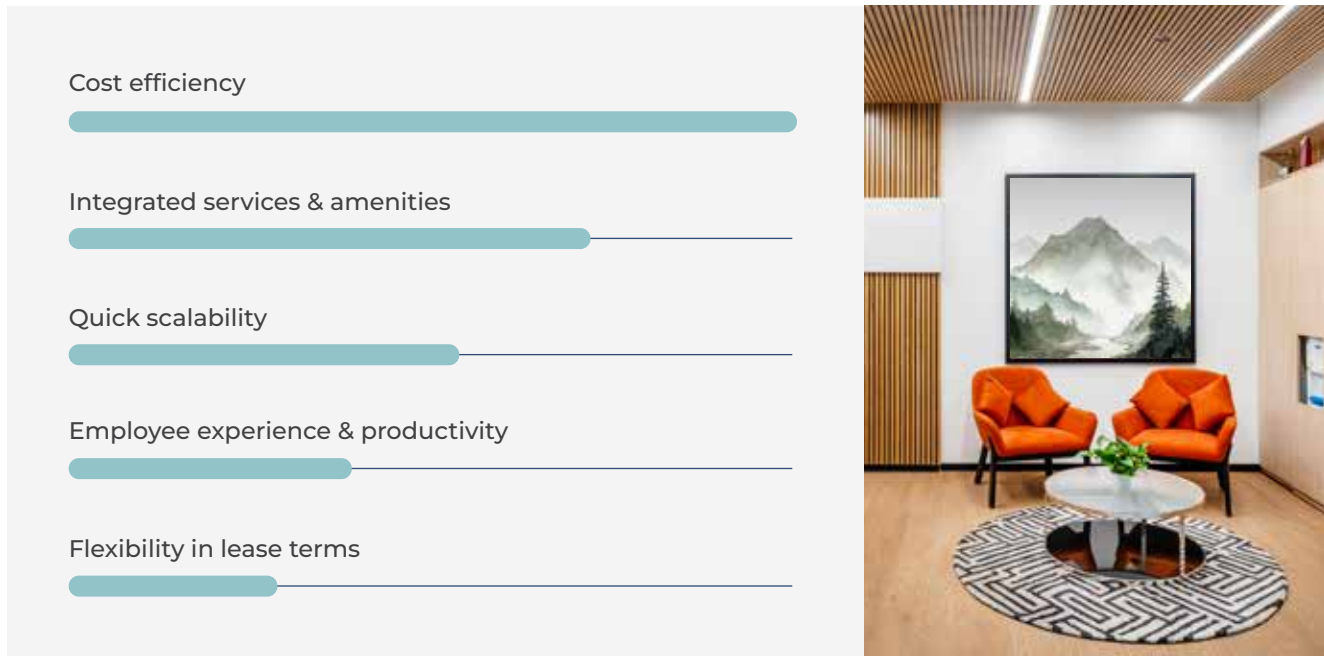 Cost efficiency
Integrated services & amenities
Quick scalability
Employee experience & productivity
Flexibility in lease terms